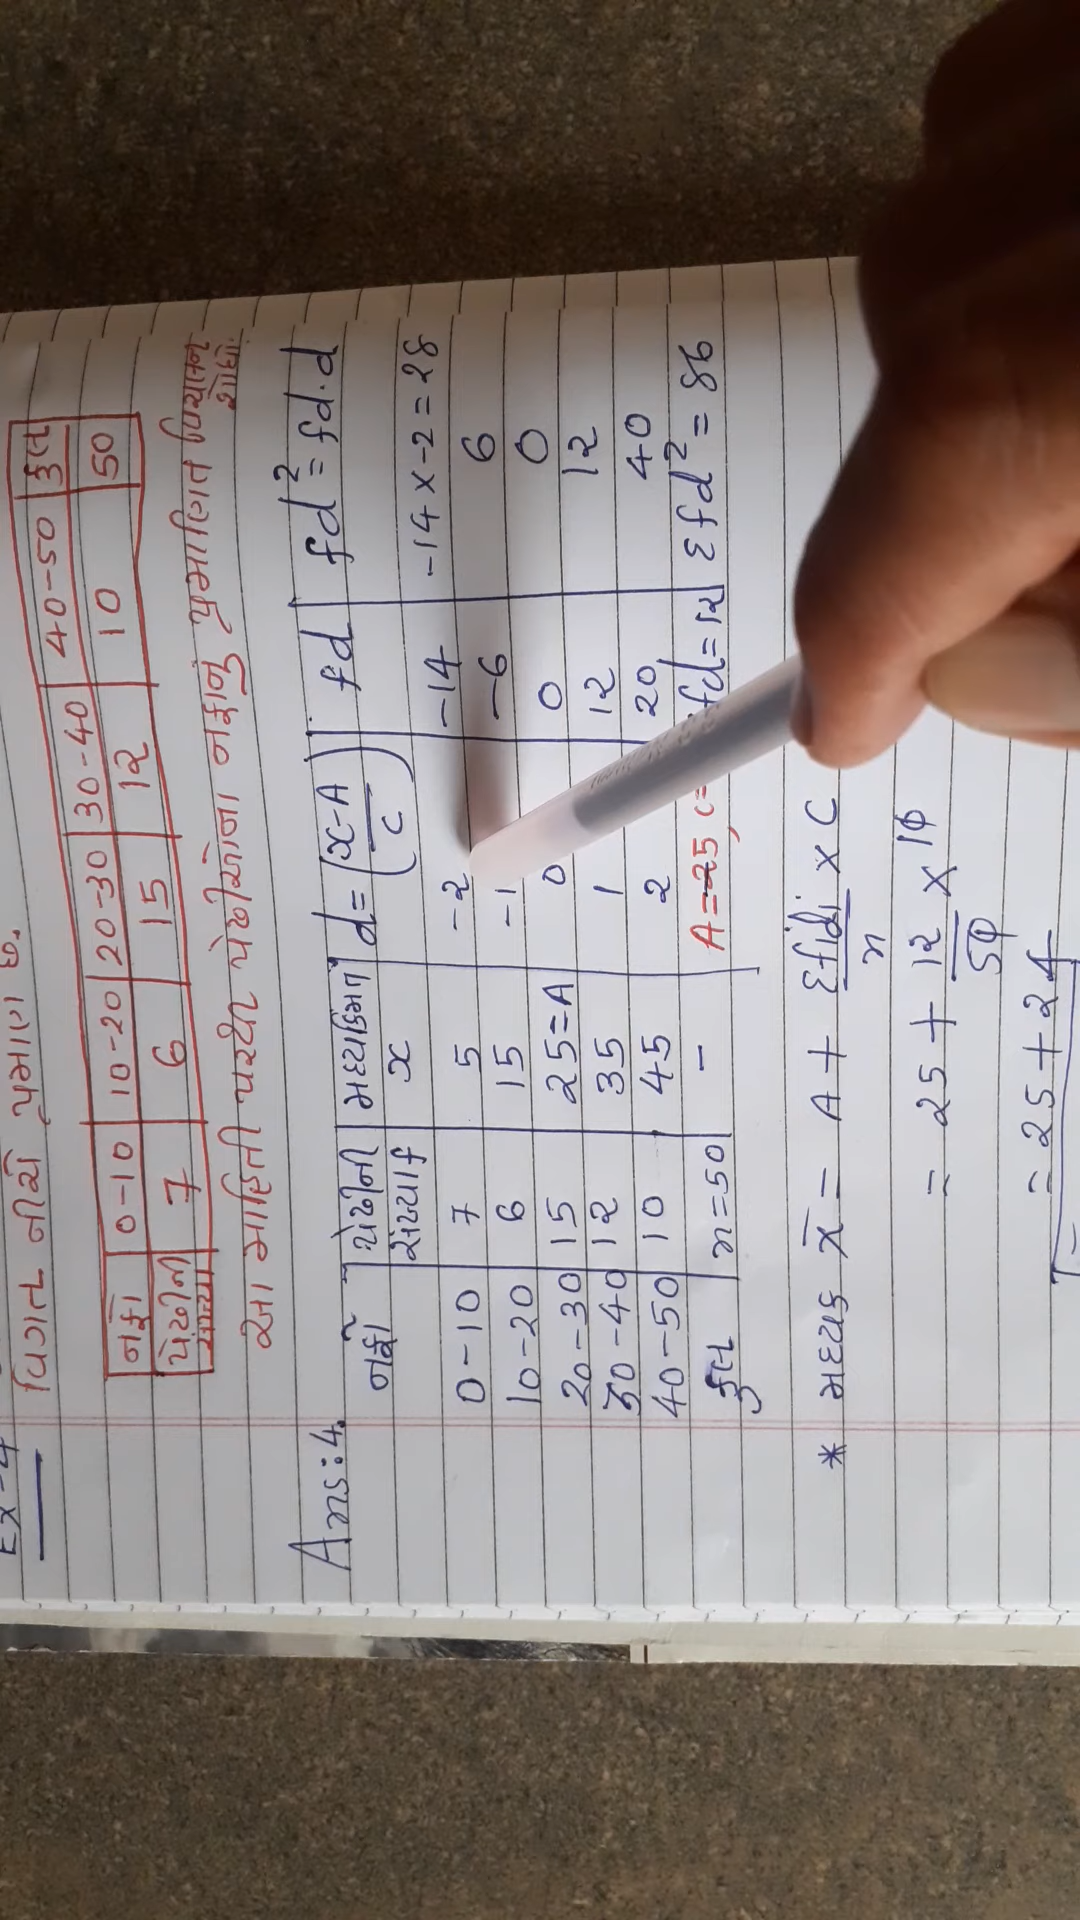 Ex-4
વિગત નીચે પ્રમાણે છે.
નફો 0-10 10-20 20-30 30-40 40-50 કુલ
પેઢીની સંખ્યા 7 6 15 12 10 50
આ માહિતી પરથી પેઢીઓના નફાનું પ્રમાણિત વિચલન શોધો.
Ans:4.
નફો પેઢીની સંખ્યા f મધ્યકિંમત x d=(x-A/c) fd fd²=fd.d
0-10 7 5 -2 -14 -14x-2=28
10-20 6 15 -1 -6 6
20-30 15 25=A 0 0 0
30-40 12 35 1 12 12
40-50 10 45 2 20 40
કુલ n=50 - A=25, c= fd=12 Σfd²=86
* મધ્યક x̄ = A + Σfidi/n x C
= 25 + 12/50 x 10
= 25 + 2.4